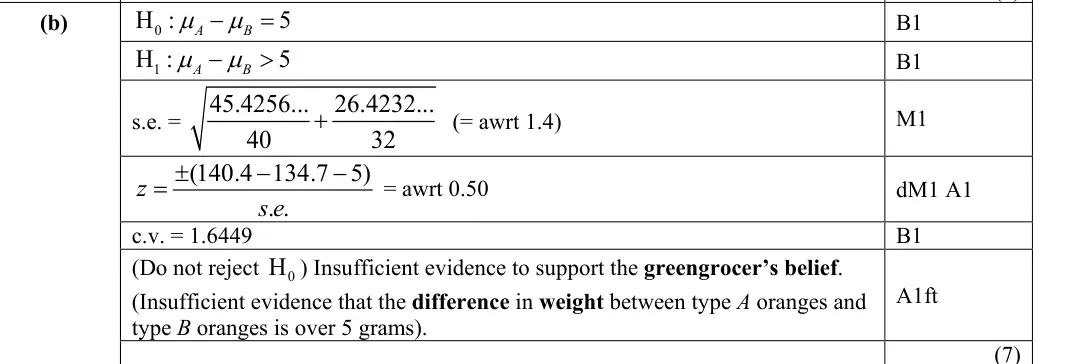 (b) H₀ : μ_A − μ_B = 5 B1
H₁ : μ_A − μ_B > 5 B1
s.e. = √(45.4256.../40 + 26.4232.../32) (= awrt 1.4) M1
z = ±(140.4 − 134.7 − 5)/s.e. = awrt 0.50 dM1 A1
c.v. = 1.6449 B1
(Do not reject H₀ ) Insufficient evidence to support the greengrocer’s belief.
(Insufficient evidence that the difference in weight between type A oranges and A1ft
type B oranges is over 5 grams).
(7)